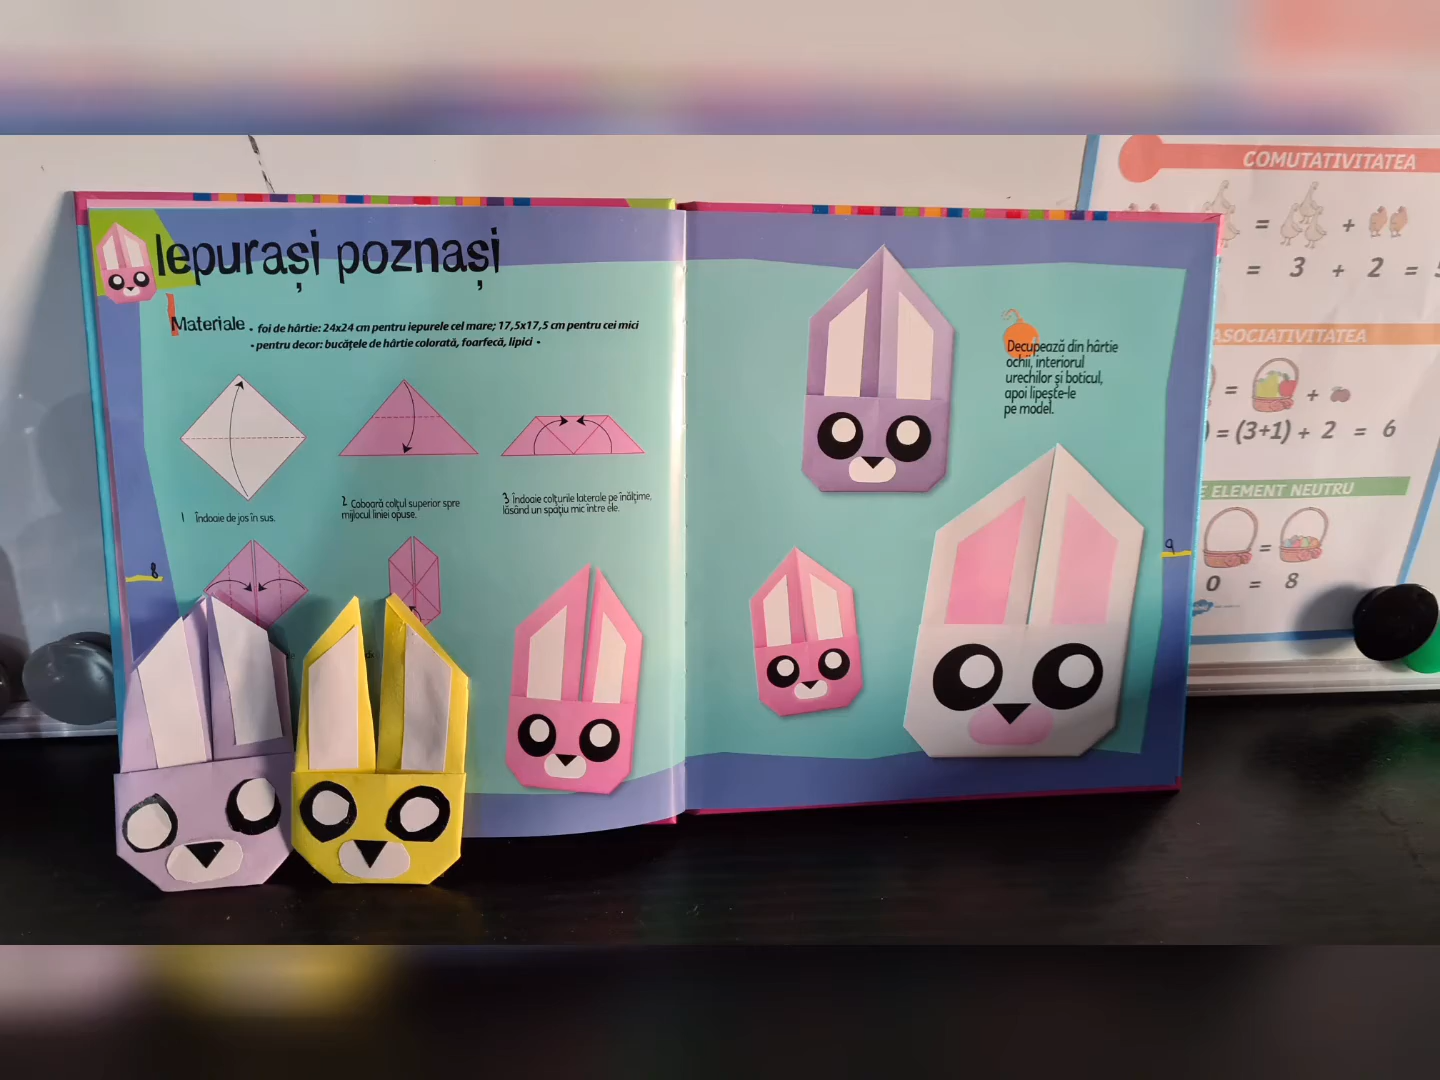 Iepurași poznași
Materiale • foi de hârtie: 24x24 cm pentru iepurele cel mare; 17,5x17,5 cm pentru cei mici
• pentru decor: bucățele de hârtie colorată, foarfecă, lipici •
1 Îndoaie de jos în sus.
2 Coboară colțul superior spre
mijlocul liniei opuse.
3 Îndoaie colțurile laterale pe înălțime,
lăsând un spațiu mic între ele.
8
Decupează din hârtie
ochii, interiorul
urechilor și boticul,
apoi lipește-le
pe model.
9
COMUTATIVITATEA
= +
= 3 + 2 =
ASOCIATIVITATEA
= +
) = (3+1) + 2 = 6
ELEMENT NEUTRU
=
0 = 8